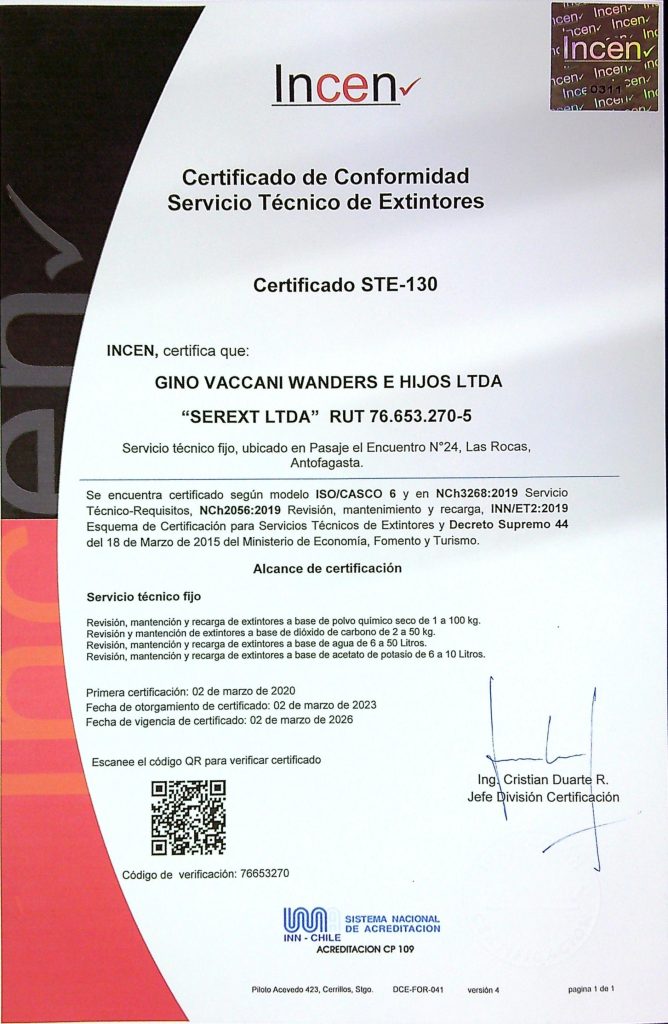 Incen
Incen
0311
Certificado de Conformidad
Servicio Técnico de Extintores
Certificado STE-130
INCEN, certifica que:
GINO VACCANI WANDERS E HIJOS LTDA
“SEREXT LTDA” RUT 76.653.270-5
Servicio técnico fijo, ubicado en Pasaje el Encuentro N°24, Las Rocas,
Antofagasta.
Se encuentra certificado según modelo ISO/CASCO 6 y en NCh3268:2019 Servicio
Técnico-Requisitos, NCh2056:2019 Revisión, mantenimiento y recarga, INN/ET2:2019
Esquema de Certificación para Servicios Técnicos de Extintores y Decreto Supremo 44
del 18 de Marzo de 2015 del Ministerio de Economía, Fomento y Turismo.
Alcance de certificación
Servicio técnico fijo
Revisión, mantención y recarga de extintores a base de polvo químico seco de 1 a 100 kg.
Revisión y mantención de extintores a base de dióxido de carbono de 2 a 50 kg.
Revisión, mantención y recarga de extintores a base de agua de 6 a 50 Litros.
Revisión, mantención y recarga de extintores a base de acetato de potasio de 6 a 10 Litros.
Primera certificación: 02 de marzo de 2020
Fecha de otorgamiento de certificado: 02 de marzo de 2023
Fecha de vigencia de certificado: 02 de marzo de 2026
Escanee el código QR para verificar certificado
Ing. Cristian Duarte R.
Jefe División Certificación
Código de verificación: 76653270
INN - CHILE
SISTEMA NACIONAL
DE ACREDITACION
ACREDITACION CP 109
Piloto Acevedo 423, Cerrillos, Stgo. DCE-FOR-041 versión 4 pagina 1 de 1
Incen